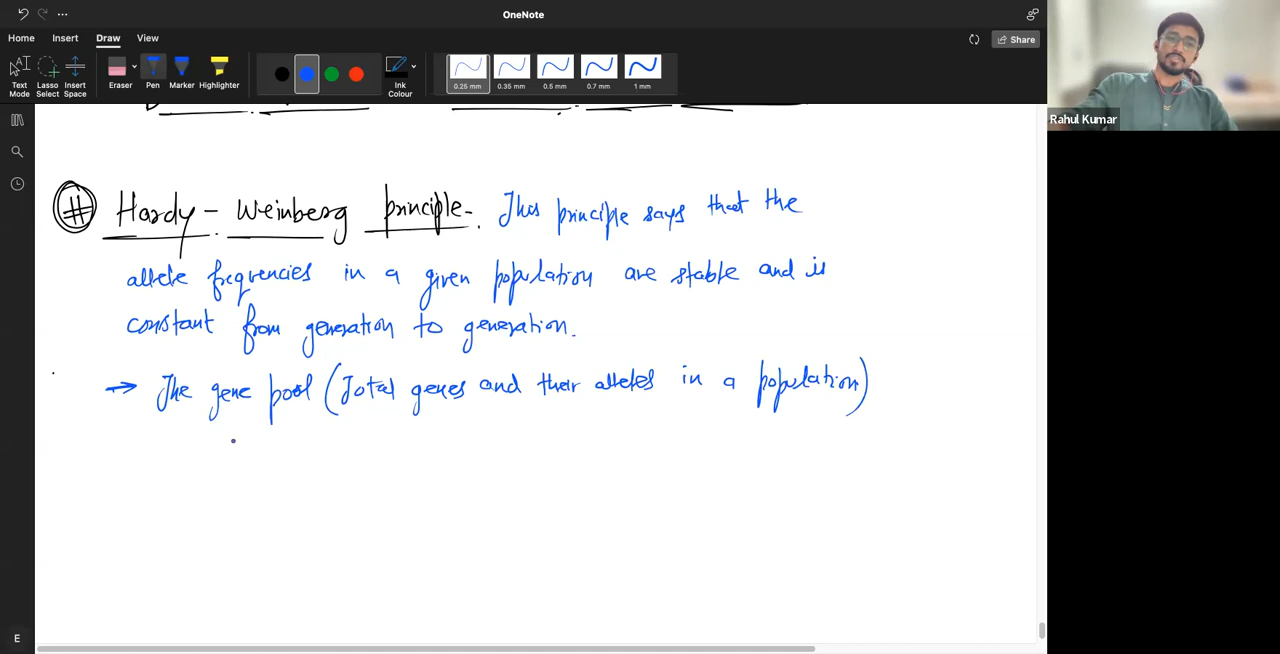 OneNote
Home Insert Draw View
Share
Text Mode
Lasso Select
Insert Space
Eraser
Pen
Marker
Highlighter
Ink Colour
0.25 mm
0.35 mm
0.5 mm
0.7 mm
1 mm
Rahul Kumar
# Hardy - Weinberg principle - This principle says that the
allele frequencies in a given population are stable and is
constant from generation to generation.
→ The gene pool (Total genes and their alleles in a population)
E